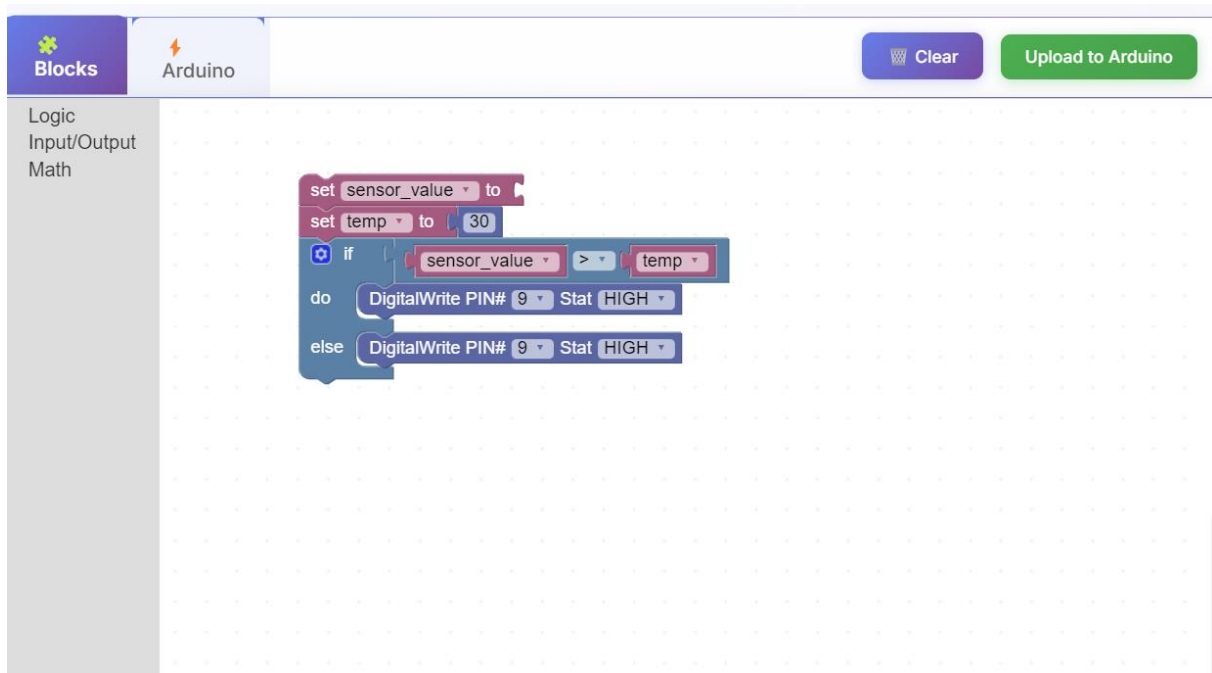 Blocks
Arduino
Clear
Upload to Arduino
Logic
Input/Output
Math
set sensor_value to
set temp to 30
if sensor_value > temp
do DigitalWrite PIN# 9 Stat HIGH
else DigitalWrite PIN# 9 Stat HIGH